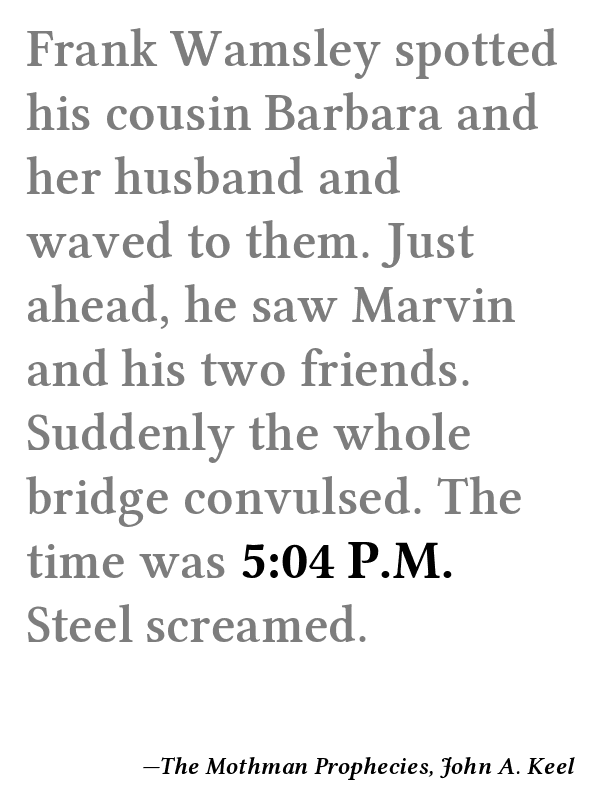 Frank Wamsley spotted
his cousin Barbara and
her husband and
waved to them. Just
ahead, he saw Marvin
and his two friends.
Suddenly the whole
bridge convulsed. The
time was 5:04 P.M.
Steel screamed.
—The Mothman Prophecies, John A. Keel